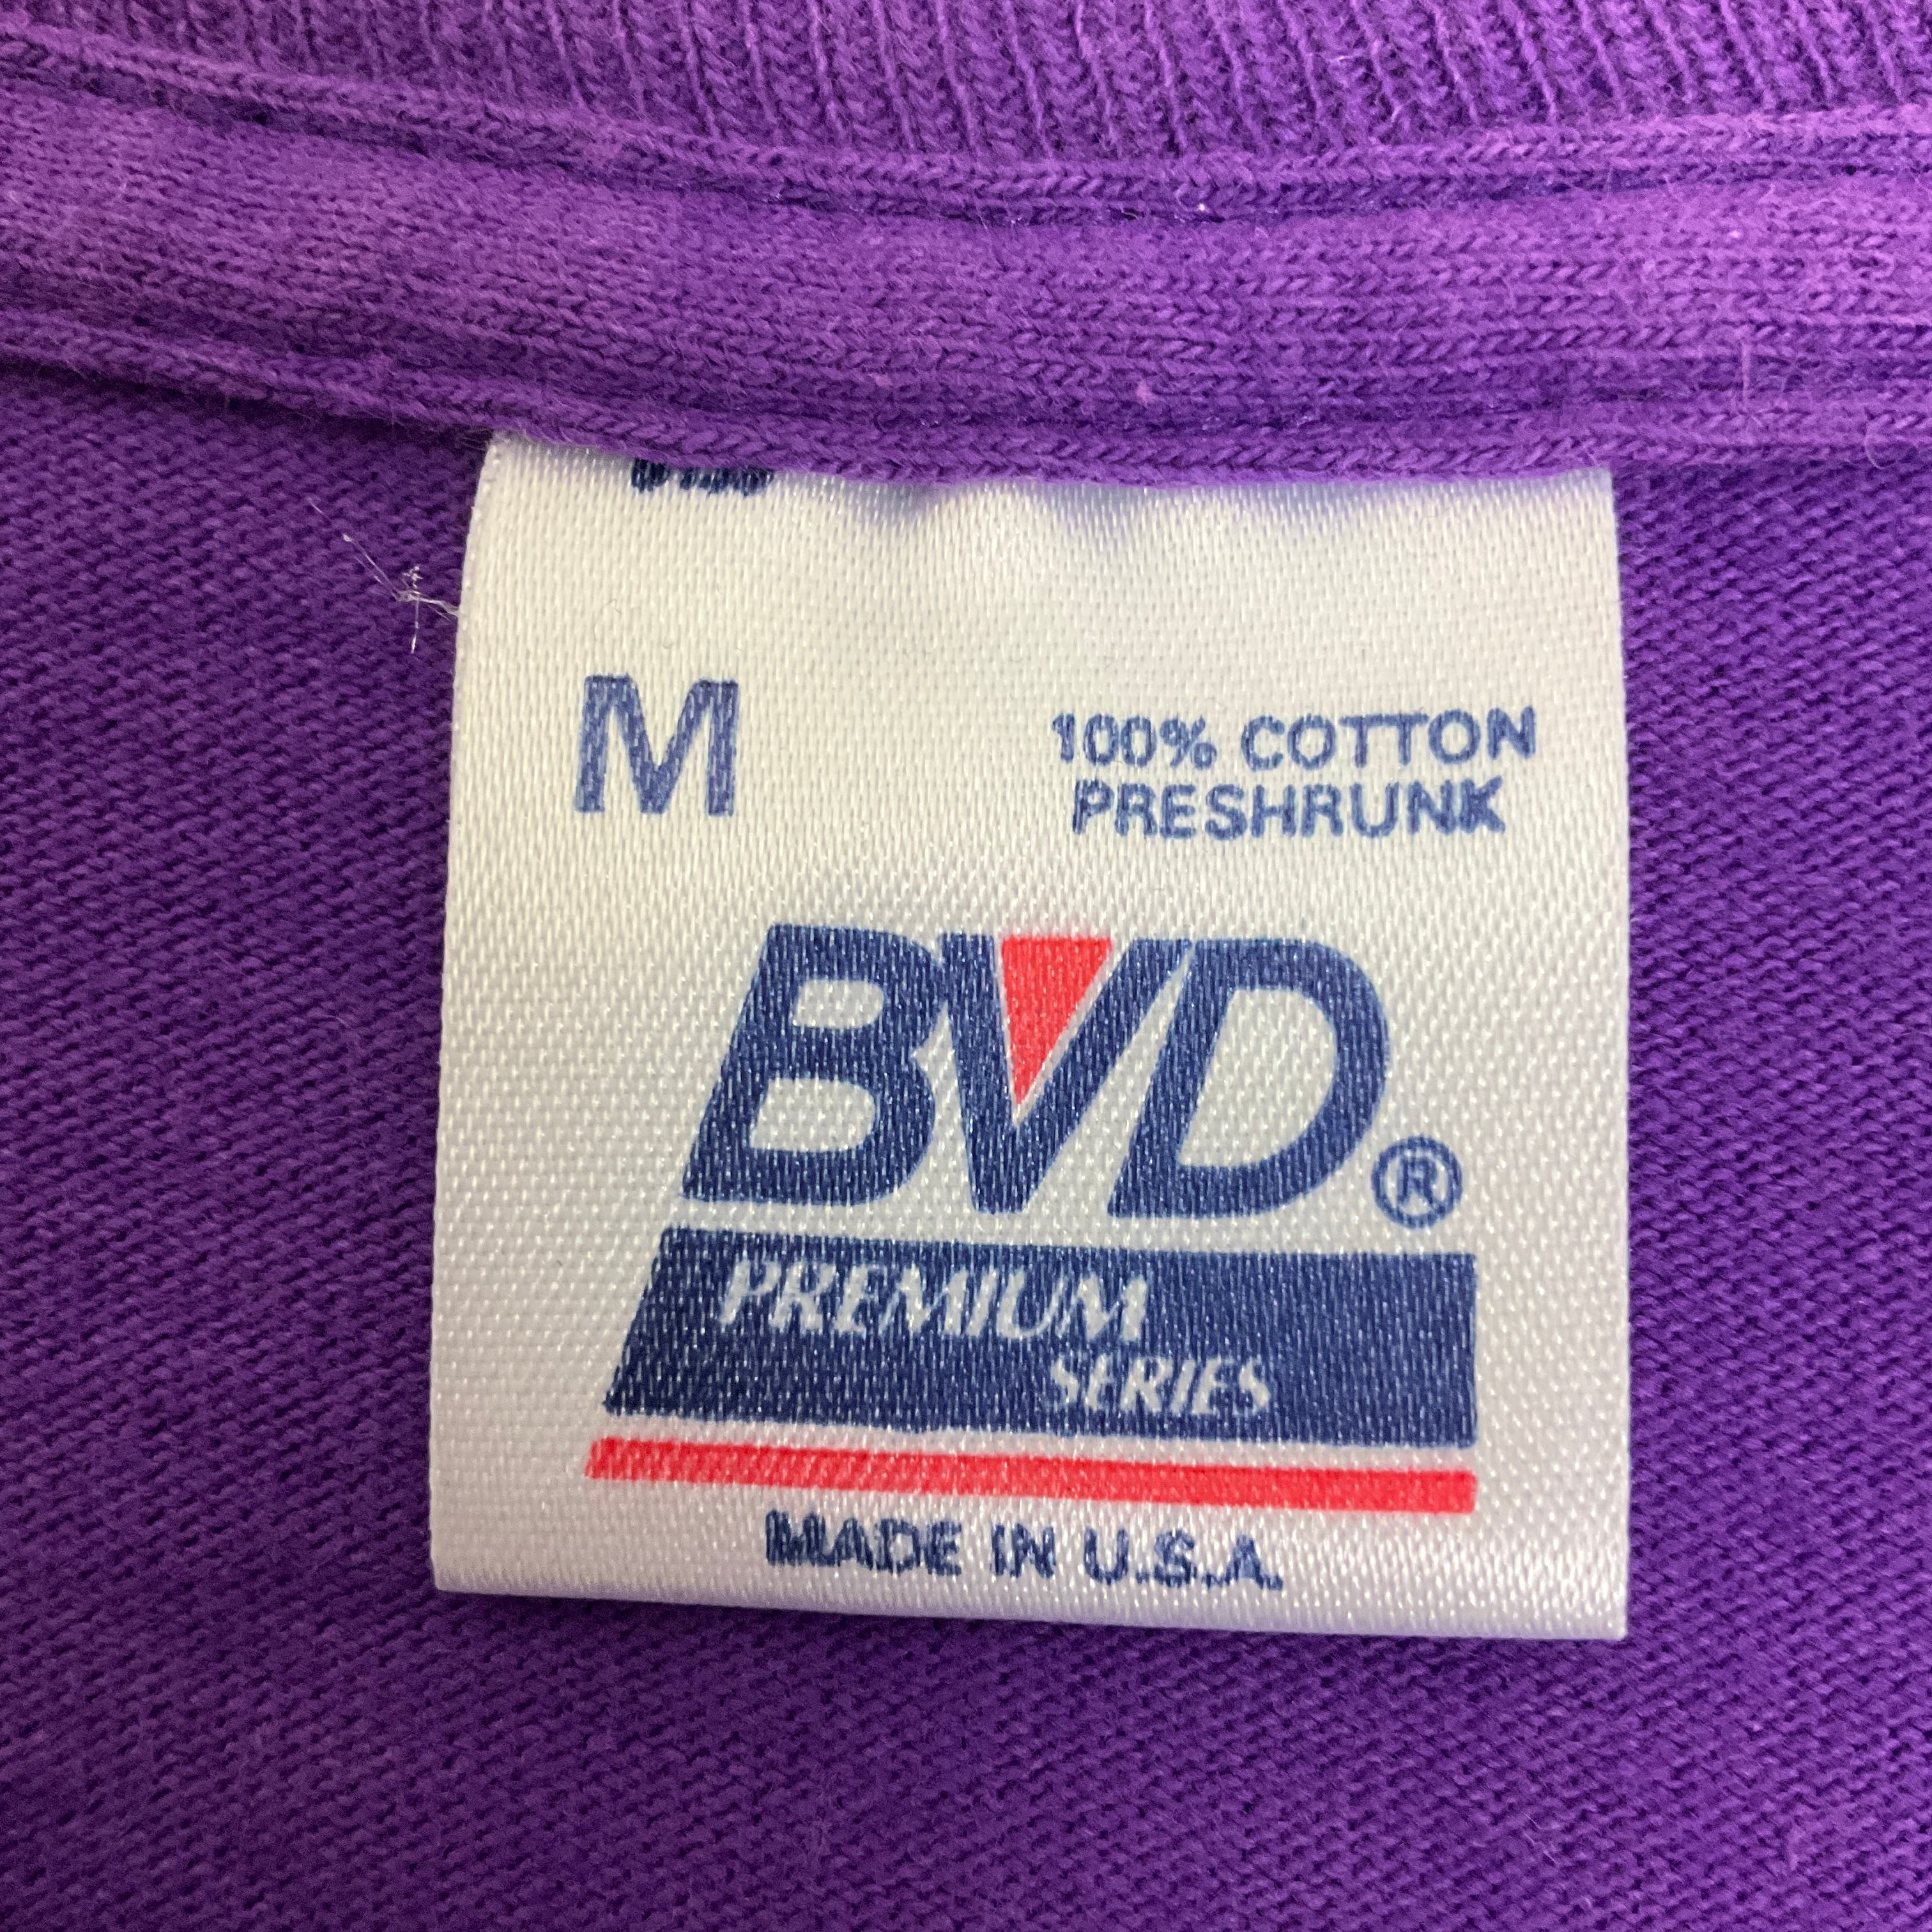 M
100% COTTON
PRESHRUNK
BVD®
PREMIUM
SERIES
MADE IN U.S.A.